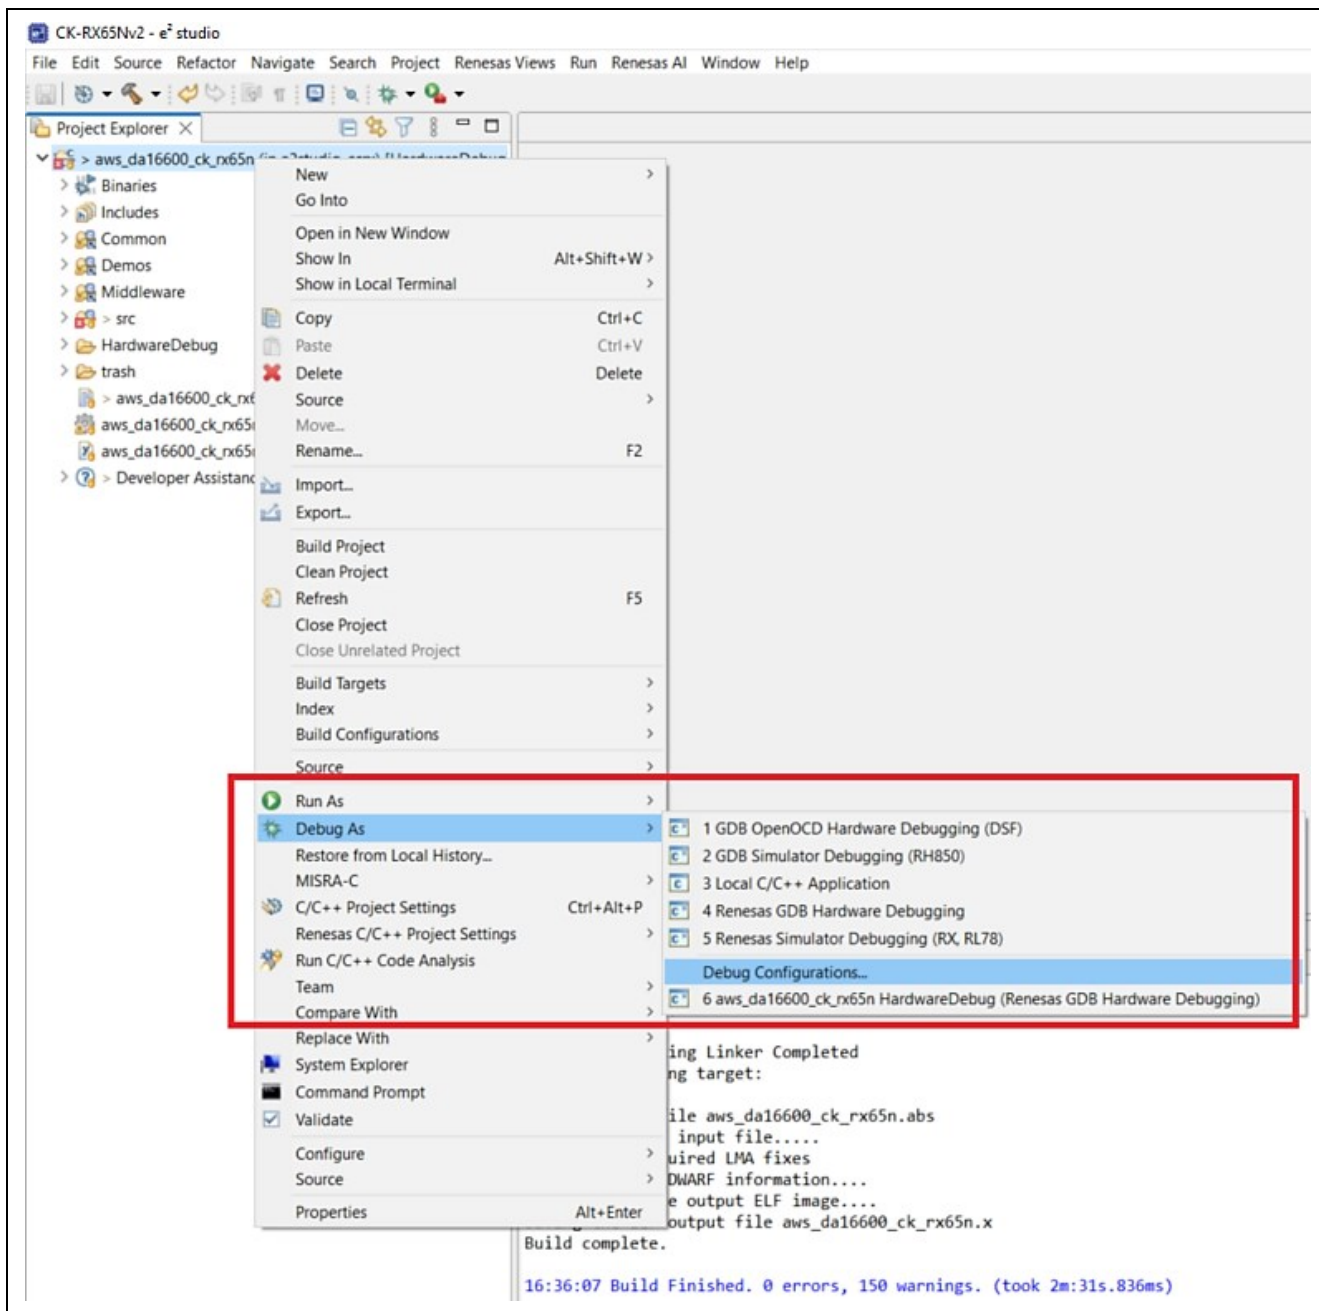 CK-RX65Nv2 - e² studio
File Edit Source Refactor Navigate Search Project Renesas Views Run Renesas AI Window Help
Project Explorer
> aws_da16600_ck_rx65n
Binaries
Includes
Common
Demos
Middleware
> src
HardwareDebug
trash
> aws_da16600_ck_rx6
aws_da16600_ck_rx65
aws_da16600_ck_rx65
> Developer Assistanc
New
Go Into
Open in New Window
Show In Alt+Shift+W >
Show in Local Terminal
Copy Ctrl+C
Paste Ctrl+V
Delete Delete
Source
Move...
Rename... F2
Import...
Export...
Build Project
Clean Project
Refresh F5
Close Project
Close Unrelated Project
Build Targets
Index
Build Configurations
Source
Run As
Debug As
Restore from Local History...
MISRA-C
C/C++ Project Settings Ctrl+Alt+P
Renesas C/C++ Project Settings
Run C/C++ Code Analysis
Team
Compare With
Replace With
System Explorer
Command Prompt
Validate
Configure
Source
Properties Alt+Enter
1 GDB OpenOCD Hardware Debugging (DSF)
2 GDB Simulator Debugging (RH850)
3 Local C/C++ Application
4 Renesas GDB Hardware Debugging
5 Renesas Simulator Debugging (RX, RL78)
Debug Configurations...
6 aws_da16600_ck_rx65n HardwareDebug (Renesas GDB Hardware Debugging)
ing Linker Completed
ng target:
ile aws_da16600_ck_rx65n.abs
input file.....
uired LMA fixes
DWARF information....
e output ELF image....
output file aws_da16600_ck_rx65n.x
Build complete.
16:36:07 Build Finished. 0 errors, 150 warnings. (took 2m:31s.836ms)